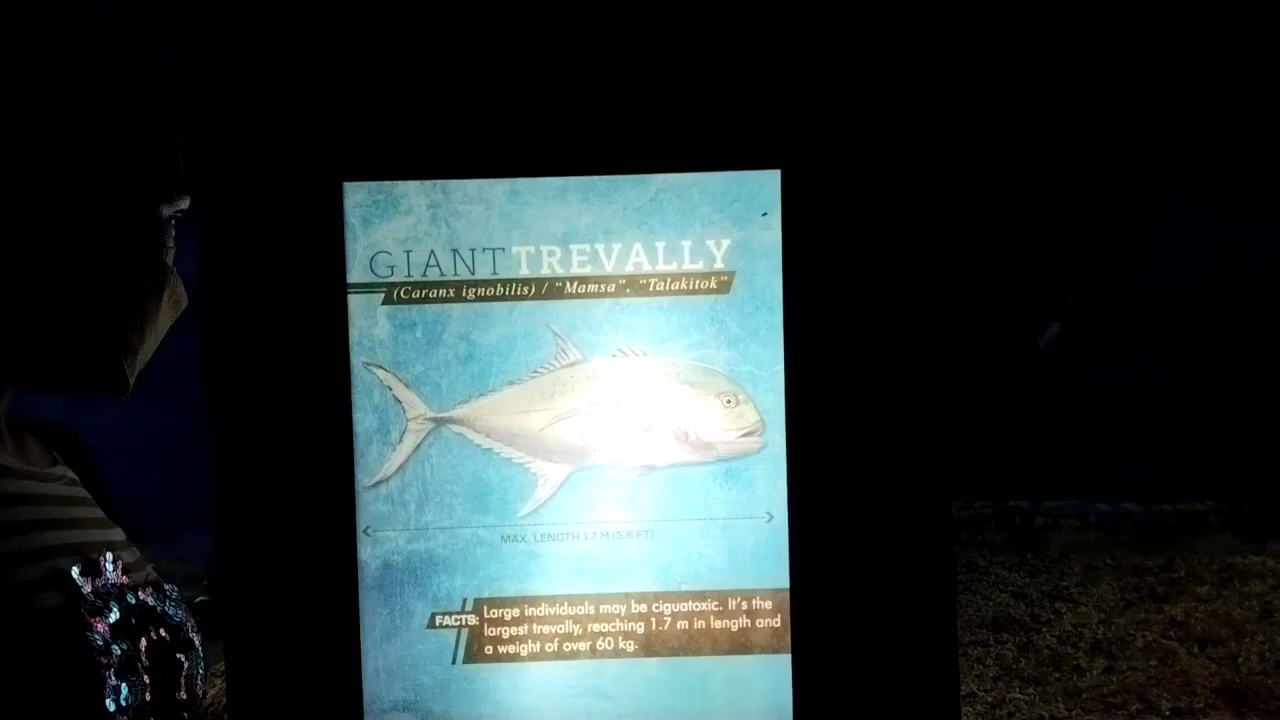 GIANT TREVALLY
(Caranx ignobilis) / "Mamsa", "Talakitok"
MAX. LENGTH 1.7 M (5.6 FT)
FACTS:
Large individuals may be ciguatoxic. It's the
largest trevally, reaching 1.7 m in length and
a weight of over 60 kg.